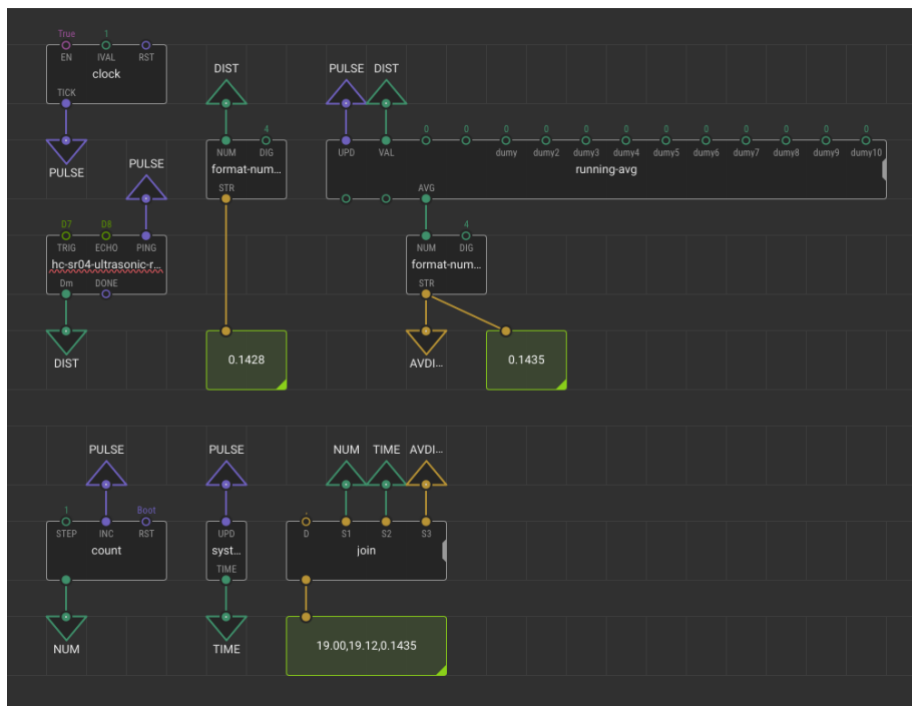 True 1
EN IVAL RST
clock
TICK
PULSE
DIST
4
NUM DIG
format-num...
STR
PULSE DIST
0 0 0 0 0 0 0 0 0 0 0 0
UPD VAL dumy dumy2 dumy3 dumy4 dumy5 dumy6 dumy7 dumy8 dumy9 dumy10
running-avg
AVG
PULSE
D7 D8
TRIG ECHO PING
hc-sr04-ultrasonic-r...
Dm DONE
DIST
0.1428
4
NUM DIG
format-num...
STR
AVDI...
0.1435
PULSE
1 Boot
STEP INC RST
count
NUM
PULSE
UPD
syst...
TIME
TIME
NUM TIME AVDI...
D S1 S2 S3
join
19.00,19.12,0.1435